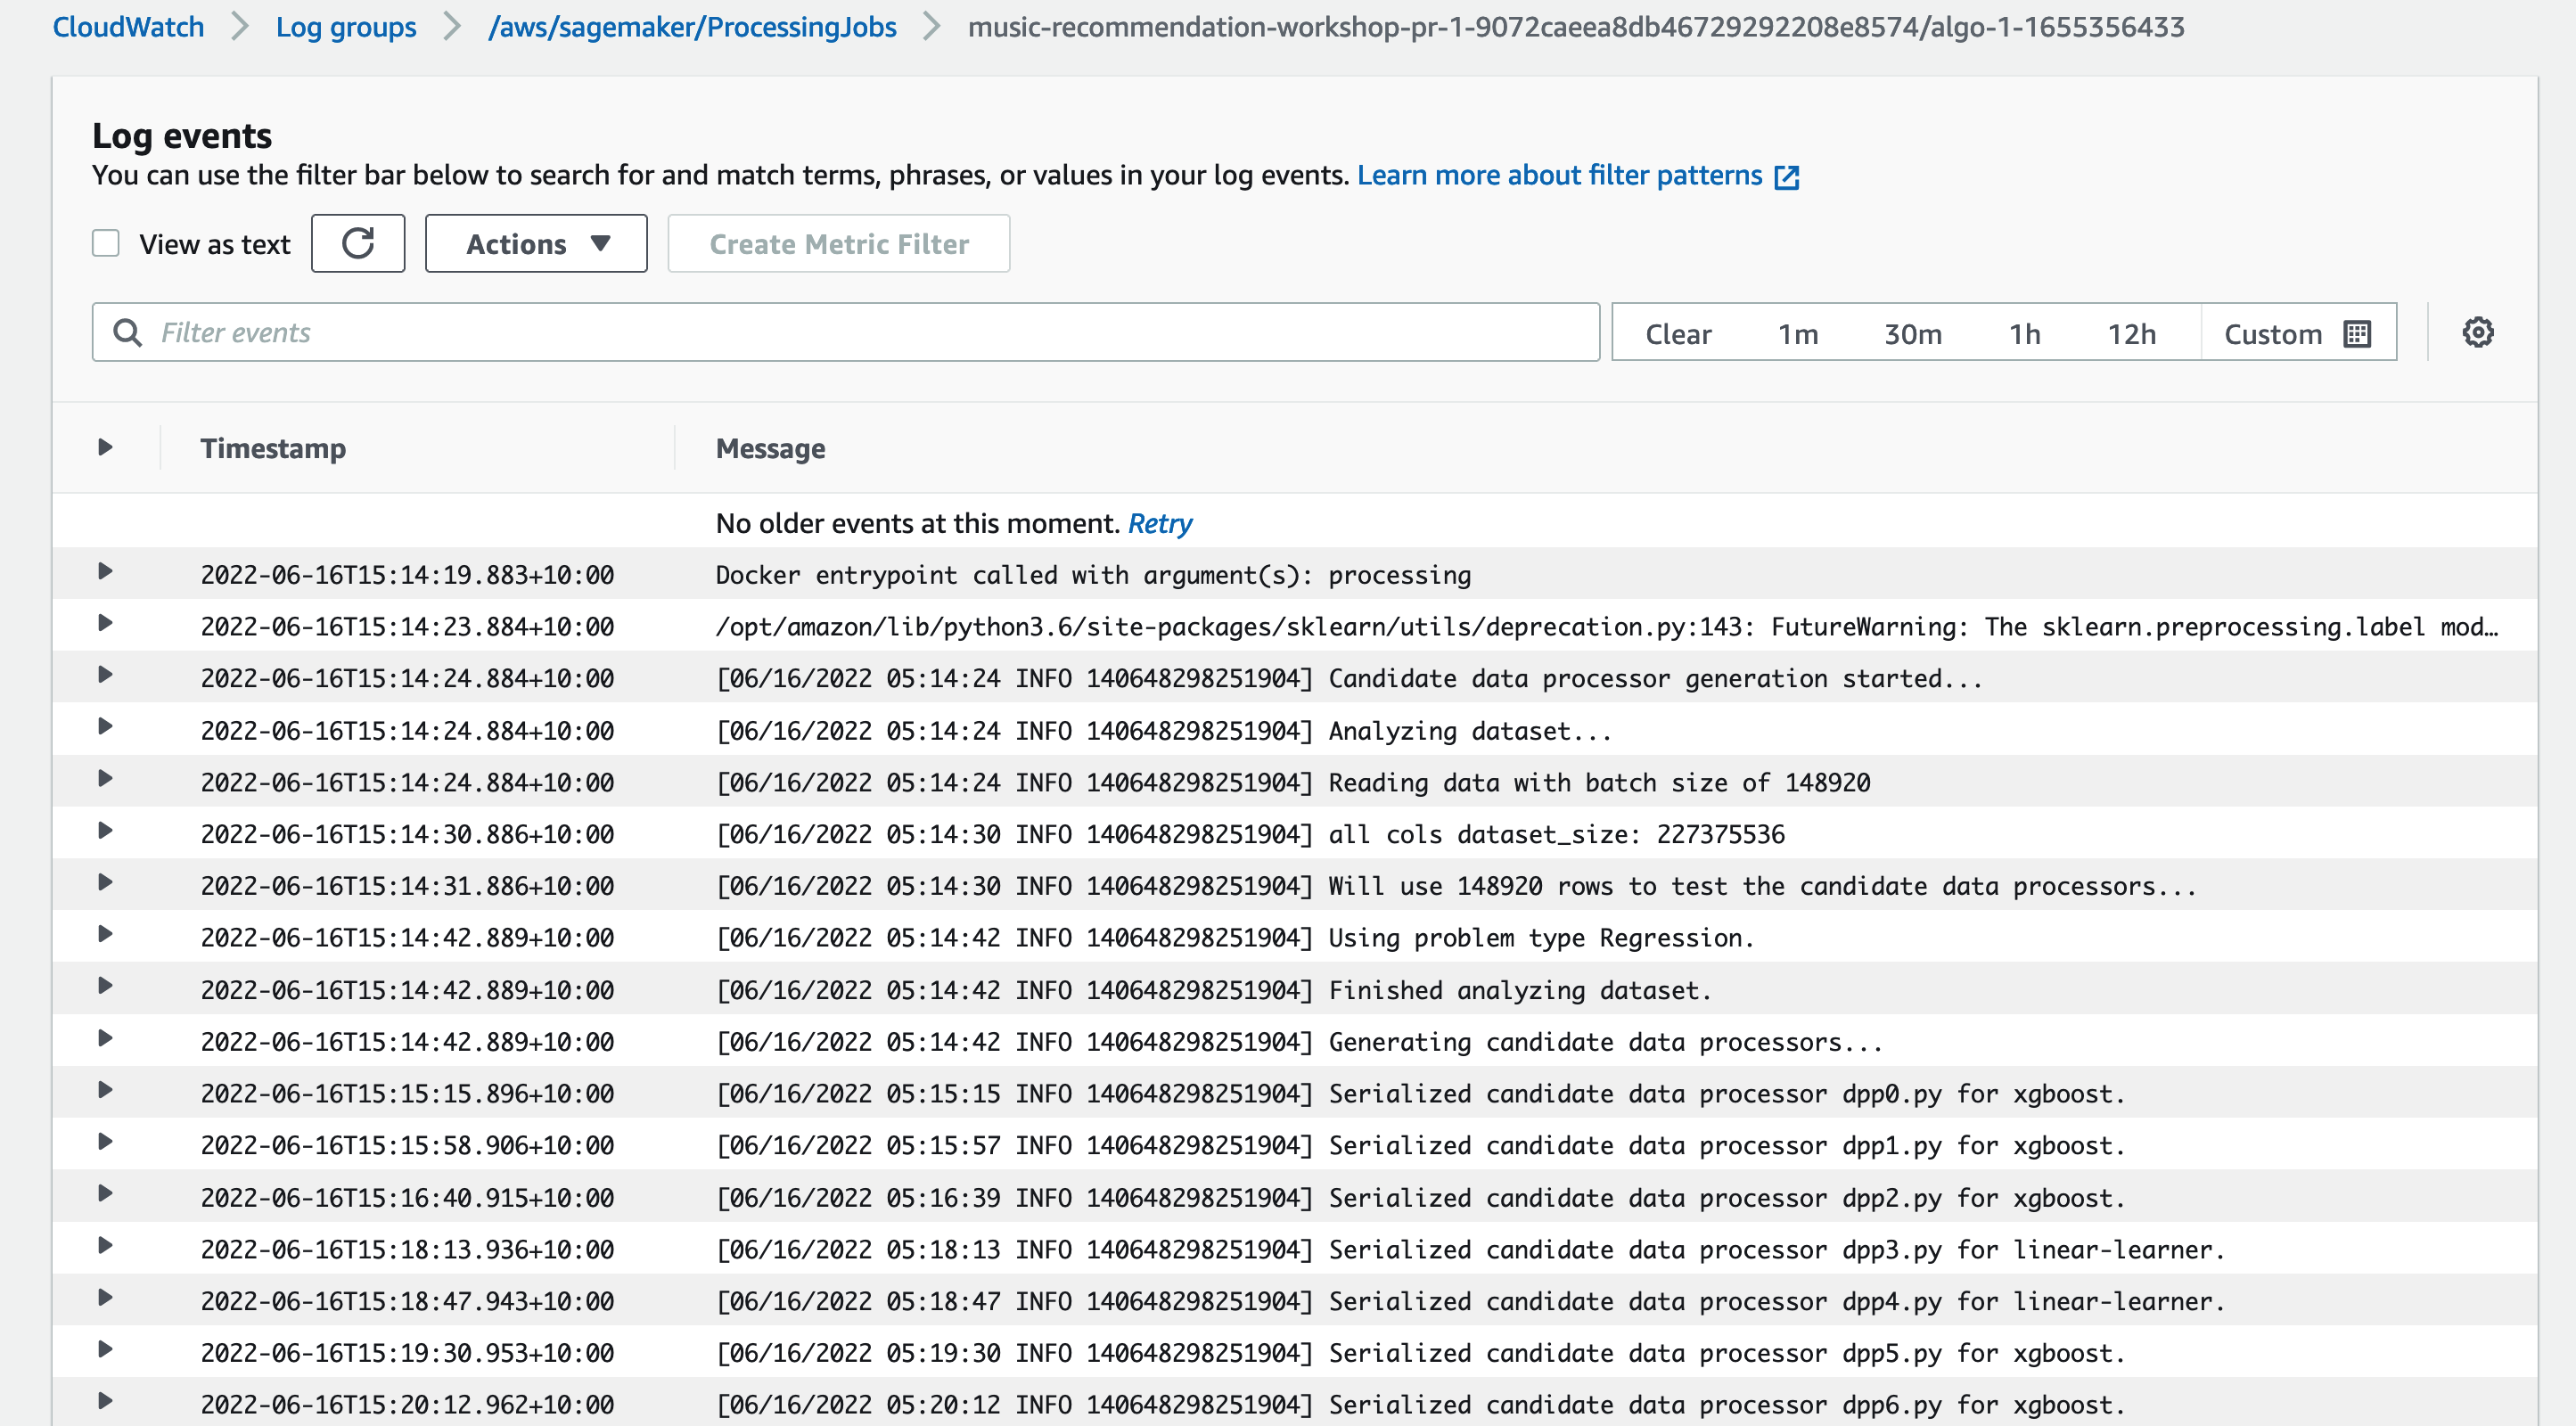 CloudWatch > Log groups > /aws/sagemaker/ProcessingJobs > music-recommendation-workshop-pr-1-9072caeea8db46729292208e8574/algo-1-1655356433
Log events
You can use the filter bar below to search for and match terms, phrases, or values in your log events. Learn more about filter patterns
View as text Actions Create Metric Filter
Filter events Clear 1m 30m 1h 12h Custom
Timestamp Message
No older events at this moment. Retry
2022-06-16T15:14:19.883+10:00 Docker entrypoint called with argument(s): processing
2022-06-16T15:14:23.884+10:00 /opt/amazon/lib/python3.6/site-packages/sklearn/utils/deprecation.py:143: FutureWarning: The sklearn.preprocessing.label mod…
2022-06-16T15:14:24.884+10:00 [06/16/2022 05:14:24 INFO 140648298251904] Candidate data processor generation started...
2022-06-16T15:14:24.884+10:00 [06/16/2022 05:14:24 INFO 140648298251904] Analyzing dataset...
2022-06-16T15:14:24.884+10:00 [06/16/2022 05:14:24 INFO 140648298251904] Reading data with batch size of 148920
2022-06-16T15:14:30.886+10:00 [06/16/2022 05:14:30 INFO 140648298251904] all cols dataset_size: 227375536
2022-06-16T15:14:31.886+10:00 [06/16/2022 05:14:30 INFO 140648298251904] Will use 148920 rows to test the candidate data processors...
2022-06-16T15:14:42.889+10:00 [06/16/2022 05:14:42 INFO 140648298251904] Using problem type Regression.
2022-06-16T15:14:42.889+10:00 [06/16/2022 05:14:42 INFO 140648298251904] Finished analyzing dataset.
2022-06-16T15:14:42.889+10:00 [06/16/2022 05:14:42 INFO 140648298251904] Generating candidate data processors...
2022-06-16T15:15:15.896+10:00 [06/16/2022 05:15:15 INFO 140648298251904] Serialized candidate data processor dpp0.py for xgboost.
2022-06-16T15:15:58.906+10:00 [06/16/2022 05:15:57 INFO 140648298251904] Serialized candidate data processor dpp1.py for xgboost.
2022-06-16T15:16:40.915+10:00 [06/16/2022 05:16:39 INFO 140648298251904] Serialized candidate data processor dpp2.py for xgboost.
2022-06-16T15:18:13.936+10:00 [06/16/2022 05:18:13 INFO 140648298251904] Serialized candidate data processor dpp3.py for linear-learner.
2022-06-16T15:18:47.943+10:00 [06/16/2022 05:18:47 INFO 140648298251904] Serialized candidate data processor dpp4.py for linear-learner.
2022-06-16T15:19:30.953+10:00 [06/16/2022 05:19:30 INFO 140648298251904] Serialized candidate data processor dpp5.py for xgboost.
2022-06-16T15:20:12.962+10:00 [06/16/2022 05:20:12 INFO 140648298251904] Serialized candidate data processor dpp6.py for xgboost.